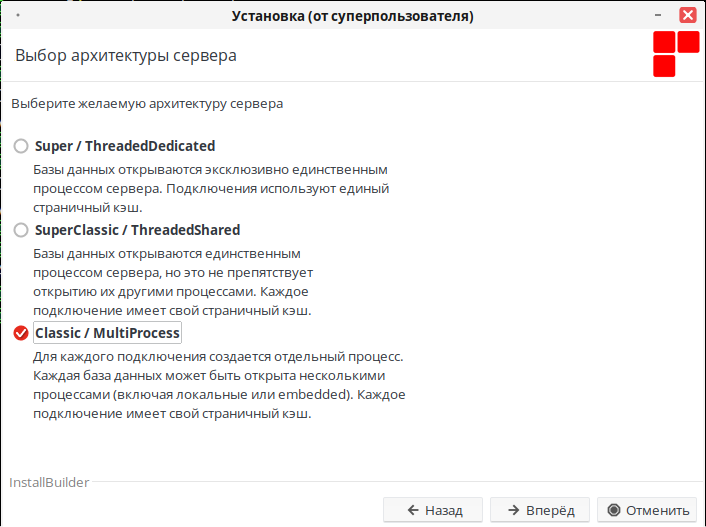 Установка (от суперпользователя)
Выбор архитектуры сервера
Выберите желаемую архитектуру сервера
Super / ThreadedDedicated
Базы данных открываются эксклюзивно единственным
процессом сервера. Подключения используют единый
страничный кэш.
SuperClassic / ThreadedShared
Базы данных открываются единственным
процессом сервера, но это не препятствует
открытию их другими процессами. Каждое
подключение имеет свой страничный кэш.
Classic / MultiProcess
Для каждого подключения создается отдельный процесс.
Каждая база данных может быть открыта несколькими
процессами (включая локальные или embedded). Каждое
подключение имеет свой страничный кэш.
InstallBuilder
Назад
Вперёд
Отменить